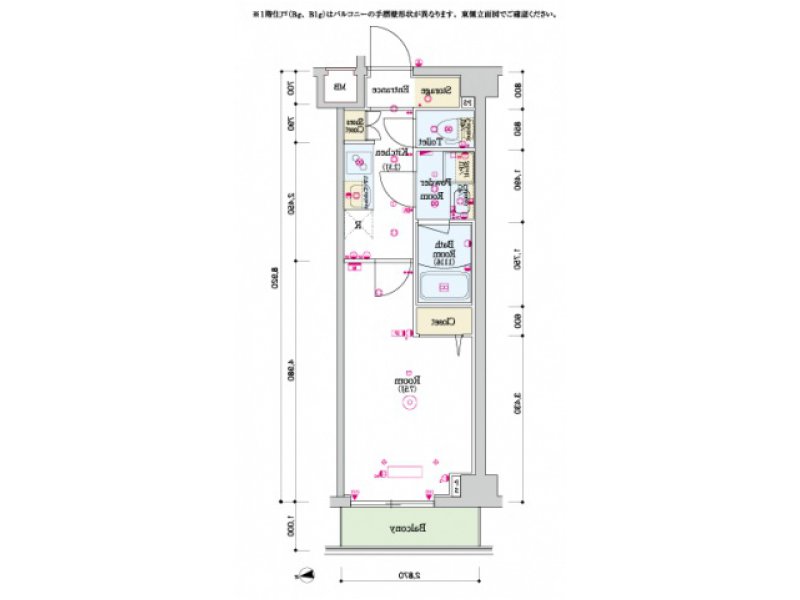 ※1階住戸(Bg、B1g)はバルコニーの手摺壁形状が異なります。東側立面図でご確認ください。
MB
Entrance
Storage
PS
Shoes Closet
Toilet
Kitchen
(2.5J)
Powder
Room
Bath
Room
(1116)
Closet
Room
(7.5J)
Balcony
700
790
2,450
8,920
4,980
1,000
800
850
1,490
1,750
600
3,430
2,870